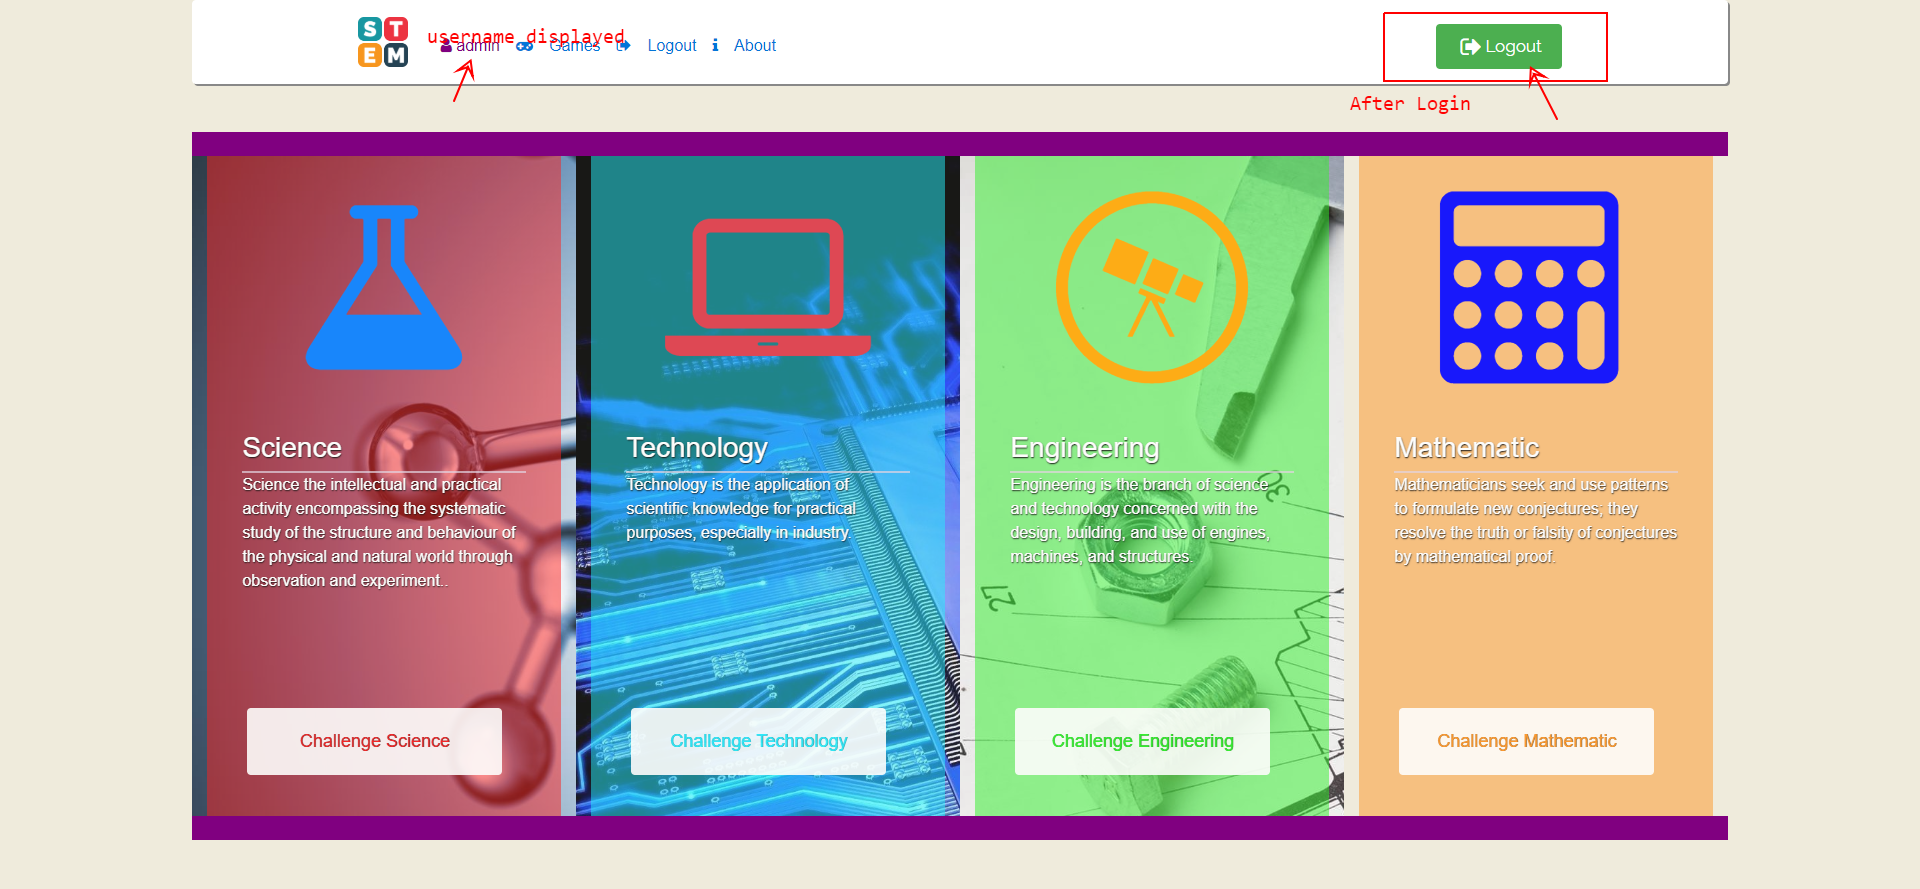 S T
E M
username displayed
admin Games Logout About
Logout
After Login
Science
Science the intellectual and practical
activity encompassing the systematic
study of the structure and behaviour of
the physical and natural world through
observation and experiment..
Challenge Science
Technology
Technology is the application of
scientific knowledge for practical
purposes, especially in industry.
Challenge Technology
Engineering
Engineering is the branch of science
and technology concerned with the
design, building, and use of engines,
machines, and structures.
30
27
Challenge Engineering
Mathematic
Mathematicians seek and use patterns
to formulate new conjectures; they
resolve the truth or falsity of conjectures
by mathematical proof.
Challenge Mathematic